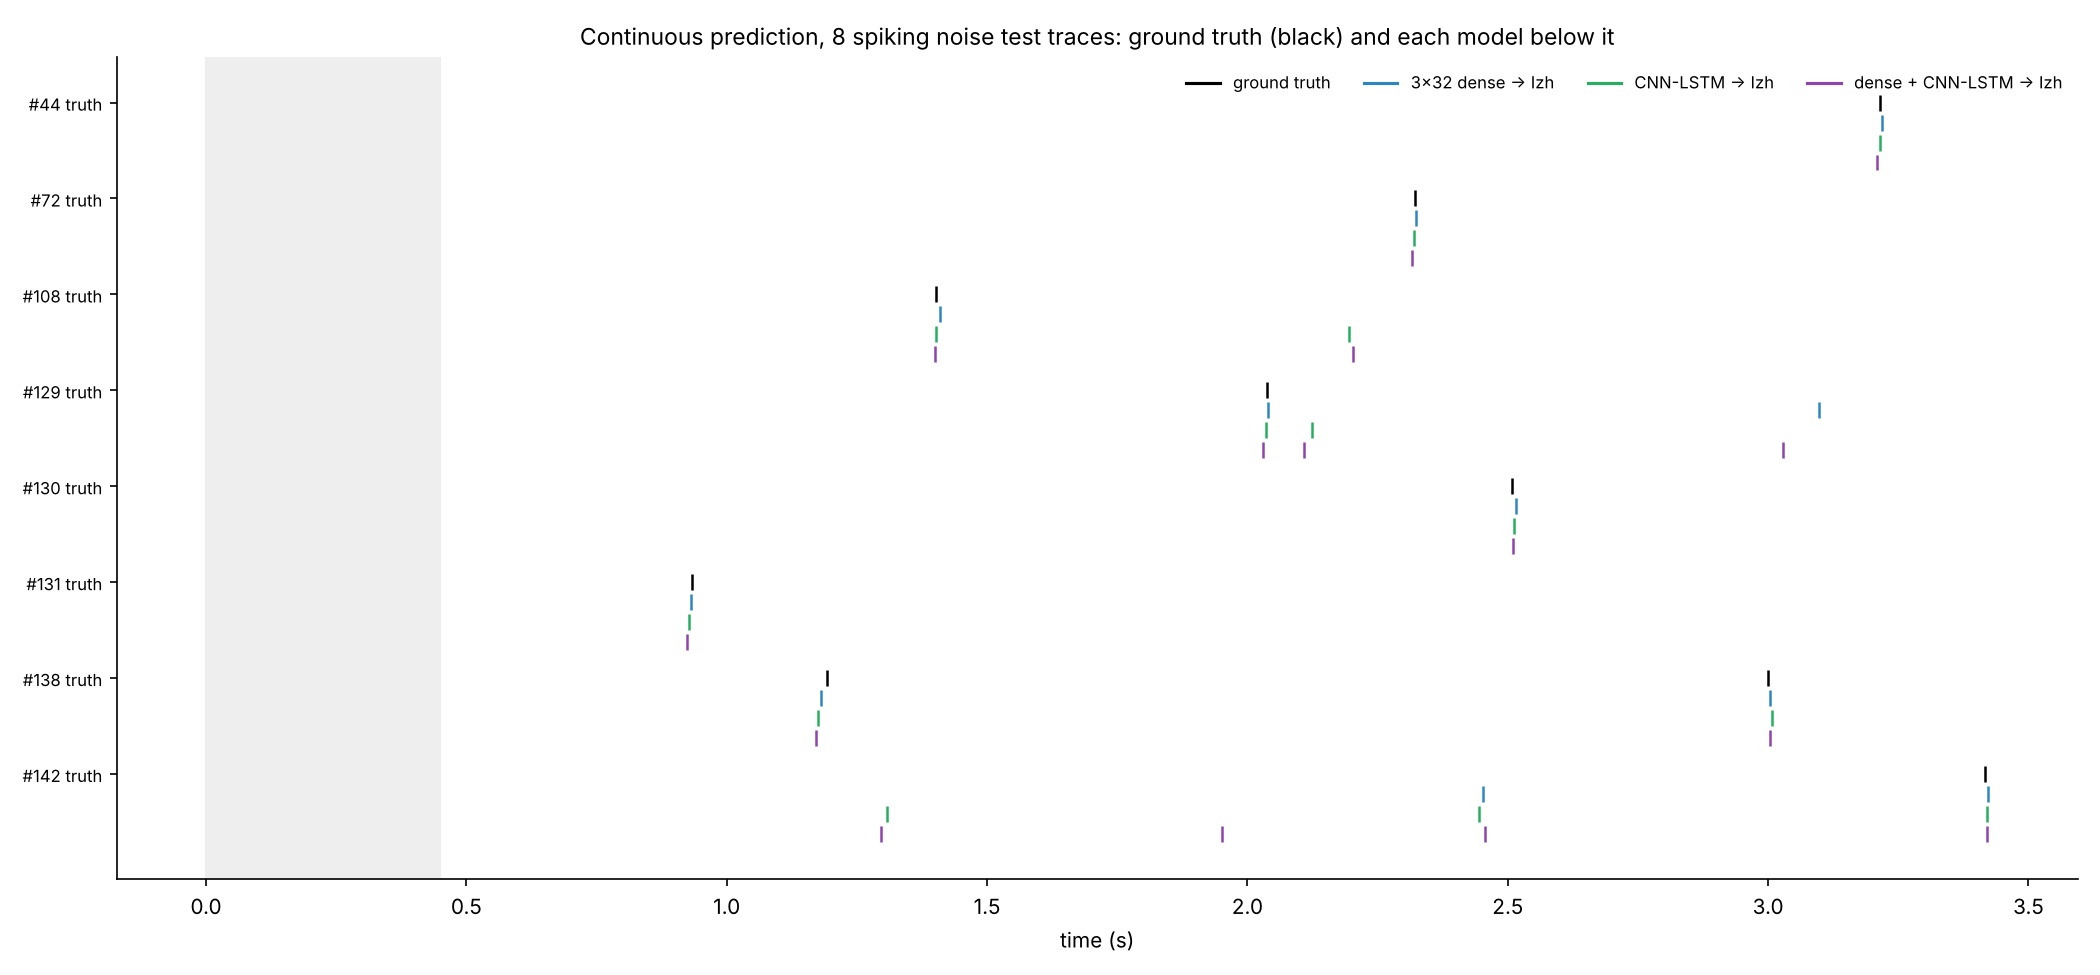 Continuous prediction, 8 spiking noise test traces: ground truth (black) and each model below it
ground truth
3×32 dense → Izh
CNN-LSTM → Izh
dense + CNN-LSTM → Izh
#44 truth
#72 truth
#108 truth
#129 truth
#130 truth
#131 truth
#138 truth
#142 truth
0.0 0.5 1.0 1.5 2.0 2.5 3.0 3.5
time (s)